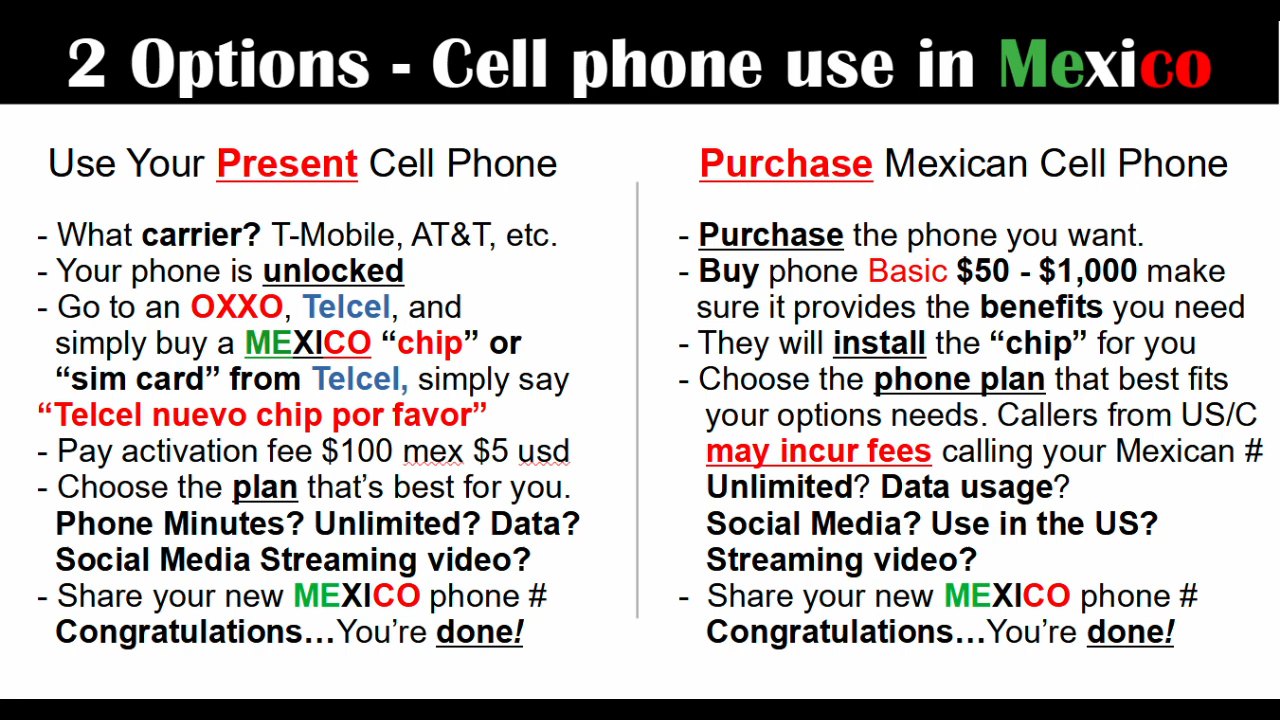 2 Options - Cell phone use in Mexico
Use Your Present Cell Phone
- What carrier? T-Mobile, AT&T, etc.
- Your phone is unlocked
- Go to an OXXO, Telcel, and
simply buy a MEXICO “chip” or
“sim card” from Telcel, simply say
“Telcel nuevo chip por favor”
- Pay activation fee $100 mex $5 usd
- Choose the plan that’s best for you.
Phone Minutes? Unlimited? Data?
Social Media Streaming video?
- Share your new MEXICO phone #
Congratulations…You’re done!
Purchase Mexican Cell Phone
- Purchase the phone you want.
- Buy phone Basic $50 - $1,000 make
sure it provides the benefits you need
- They will install the “chip” for you
- Choose the phone plan that best fits
your options needs. Callers from US/C
may incur fees calling your Mexican #
Unlimited? Data usage?
Social Media? Use in the US?
Streaming video?
- Share your new MEXICO phone #
Congratulations…You’re done!